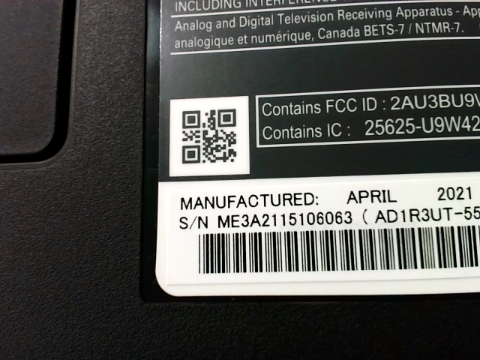 INCLUDING INTERFERENCE
Analog and Digital Television Receiving Apparatus - App
analogique et numérique, Canada BETS-7 / NTMR-7.
Contains FCC ID : 2AU3BU9W
Contains IC : 25625-U9W42
MANUFACTURED: APRIL 2021
S/N ME3A2115106063 ( AD1R3UT-55